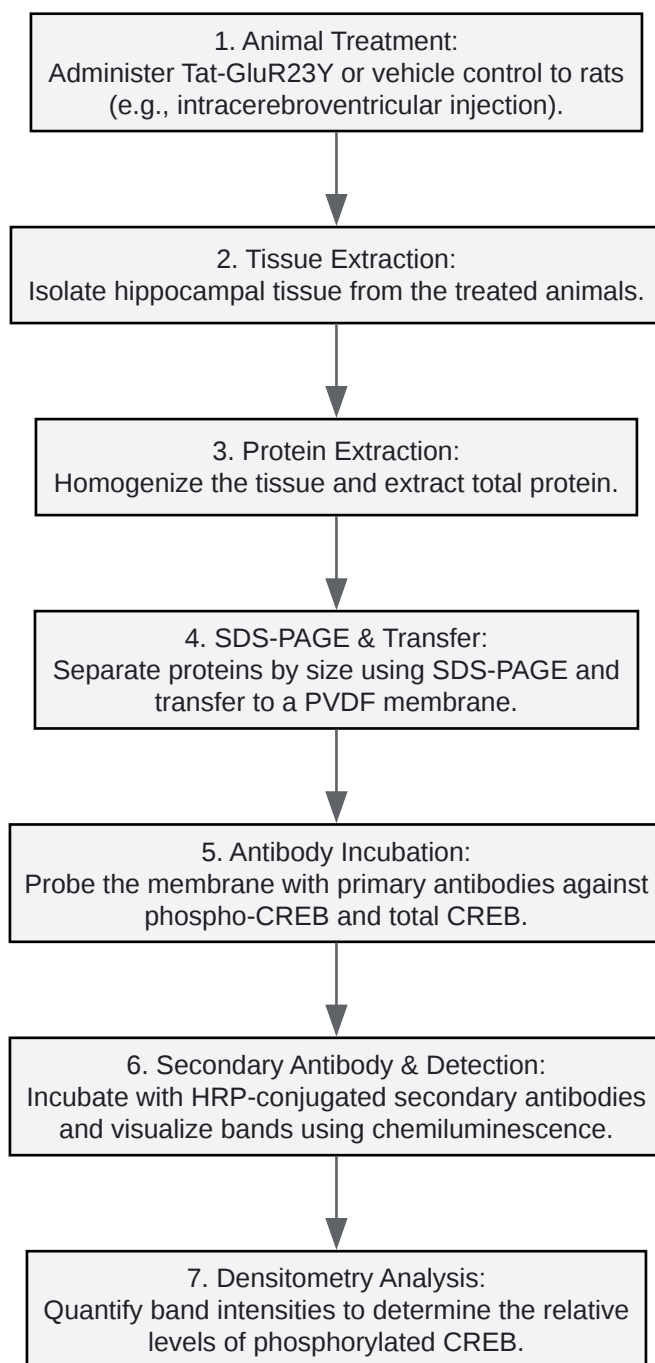 1. Animal Treatment:
Administer Tat-GluR23Y or vehicle control to rats
(e.g., intracerebroventricular injection).
2. Tissue Extraction:
Isolate hippocampal tissue from the treated animals.
3. Protein Extraction:
Homogenize the tissue and extract total protein.
4. SDS-PAGE & Transfer:
Separate proteins by size using SDS-PAGE and
transfer to a PVDF membrane.
5. Antibody Incubation:
Probe the membrane with primary antibodies against
phospho-CREB and total CREB.
6. Secondary Antibody & Detection:
Incubate with HRP-conjugated secondary antibodies
and visualize bands using chemiluminescence.
7. Densitometry Analysis:
Quantify band intensities to determine the relative
levels of phosphorylated CREB.